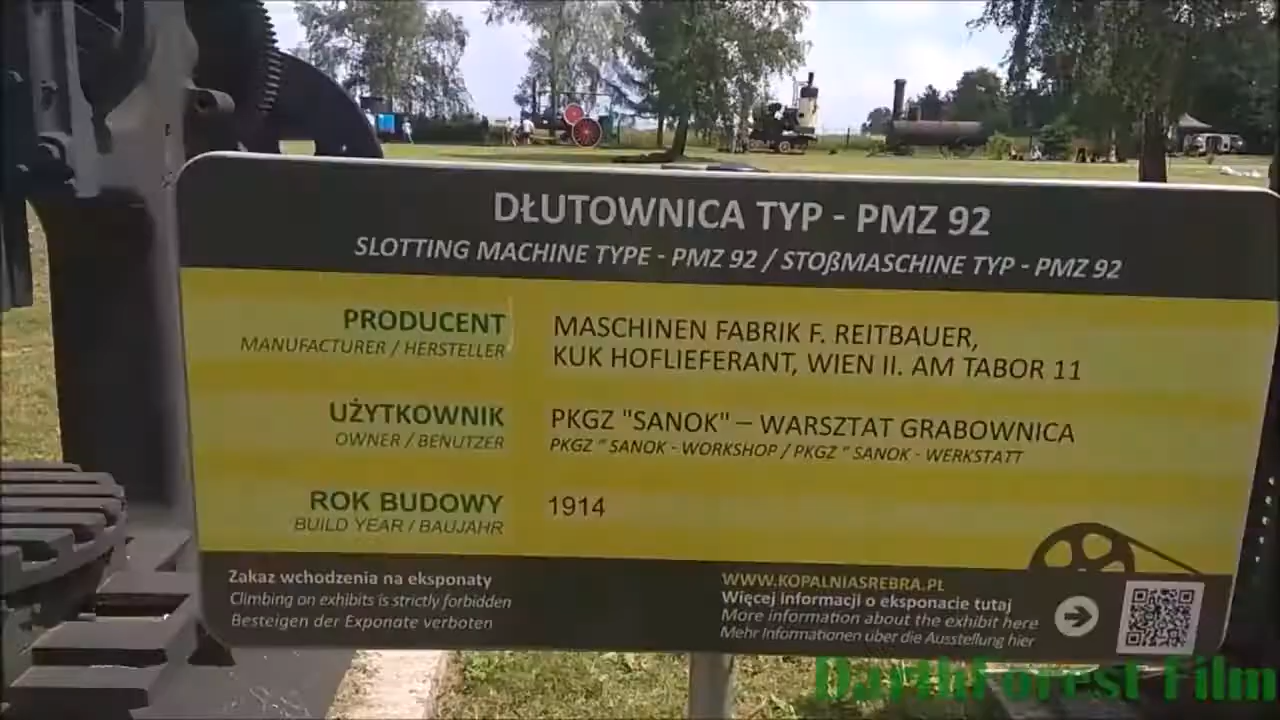 DŁUTOWNICA TYP - PMZ 92
SLOTTING MACHINE TYPE - PMZ 92 / STOßMASCHINE TYP - PMZ 92
PRODUCENT
MANUFACTURER / HERSTELLER
MASCHINEN FABRIK F. REITBAUER,
KUK HOFLIEFERANT, WIEN II. AM TABOR 11
UŻYTKOWNIK
OWNER / BENUTZER
PKGZ "SANOK" – WARSZTAT GRABOWNICA
PKGZ " SANOK - WORKSHOP / PKGZ " SANOK - WERKSTATT
ROK BUDOWY
BUILD YEAR / BAUJAHR
1914
Zakaz wchodzenia na eksponaty
Climbing on exhibits is strictly forbidden
Besteigen der Exponate verboten
WWW.KOPALNIASREBRA.PL
Więcej informacji o eksponacie tutaj
More information about the exhibit here
Mehr Informationen über die Ausstellung hier
DarthForest Film